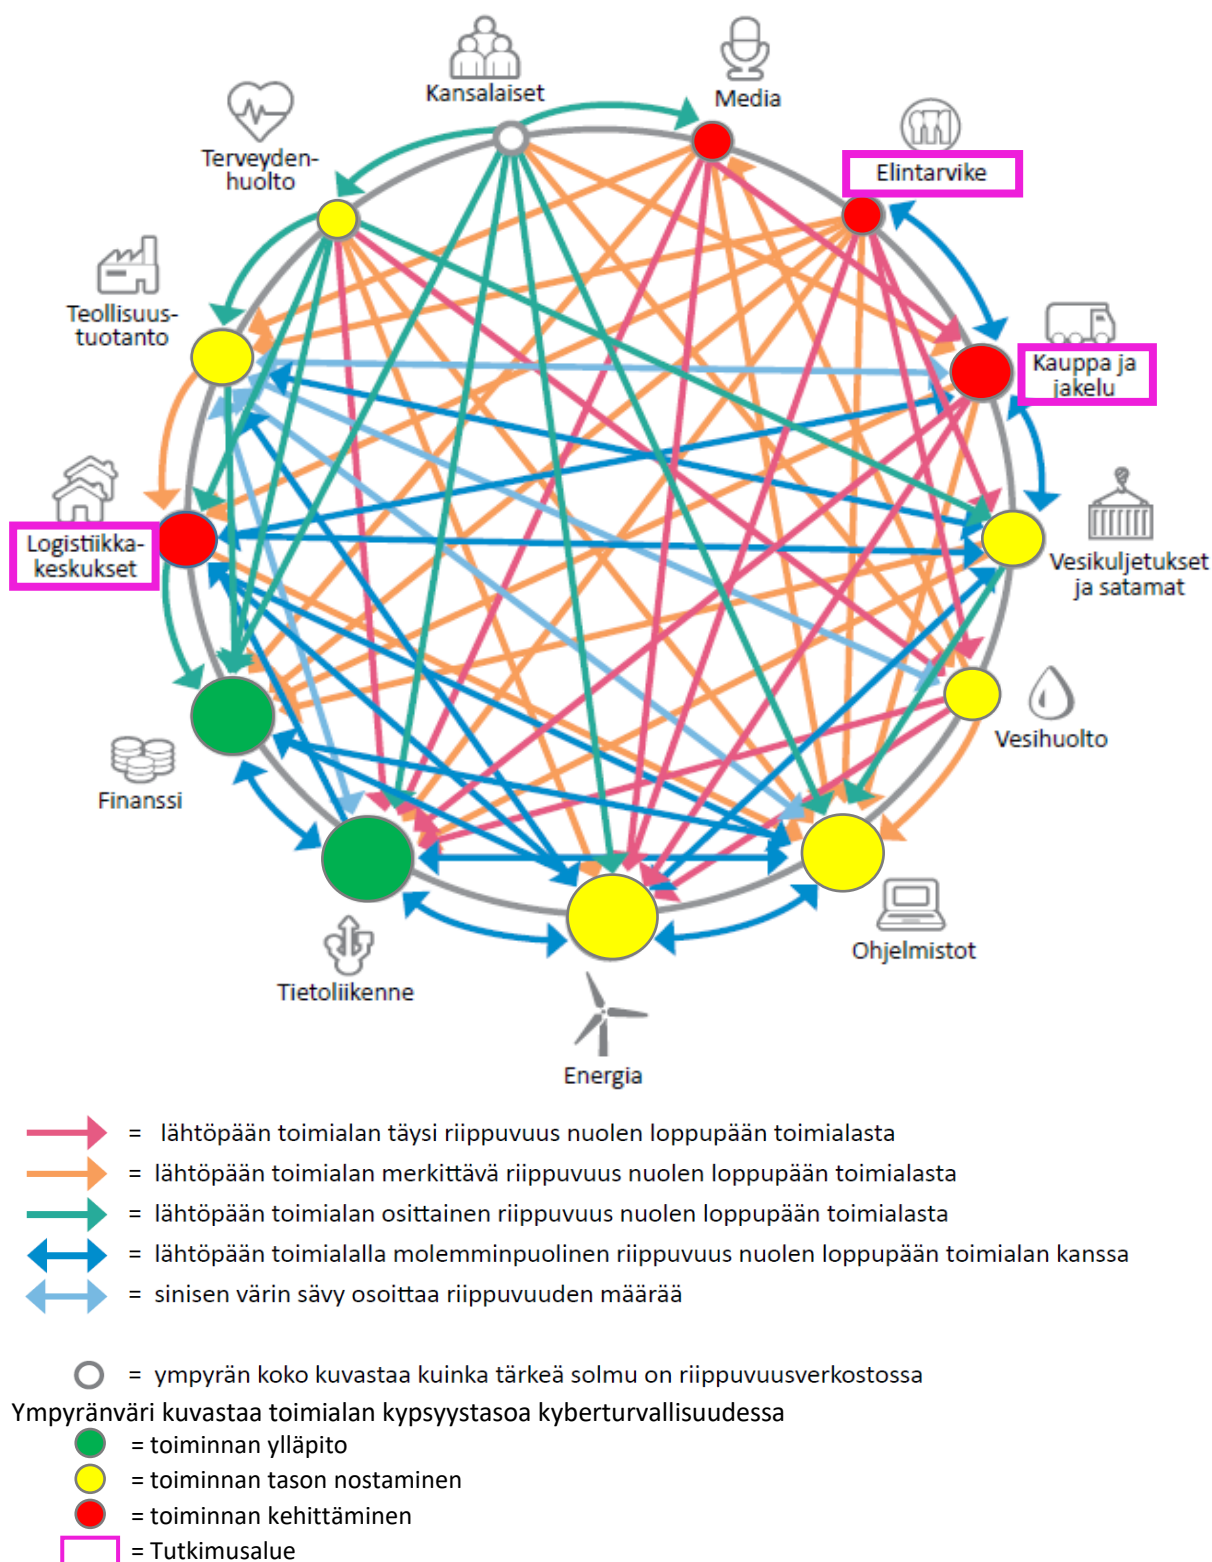 Kansalaiset
Media
Elintarvike
Terveyden-
huolto
Teollisuus-
tuotanto
Kauppa ja
jakelu
Logistiikka-
keskukset
Vesikuljetukset
ja satamat
Vesihuolto
Finanssi
Ohjelmistot
Tietoliikenne
Energia
= lähtöpään toimialan täysi riippuvuus nuolen loppupään toimialasta
= lähtöpään toimialan merkittävä riippuvuus nuolen loppupään toimialasta
= lähtöpään toimialan osittainen riippuvuus nuolen loppupään toimialasta
= lähtöpään toimialalla molemminpuolinen riippuvuus nuolen loppupään toimialan kanssa
= sinisen värin sävy osoittaa riippuvuuden määrää
= ympyrän koko kuvastaa kuinka tärkeä solmu on riippuvuusverkostossa
Ympyränväri kuvastaa toimialan kypsyystasoa kyberturvallisuudessa
= toiminnan ylläpito
= toiminnan tason nostaminen
= toiminnan kehittäminen
= Tutkimusalue